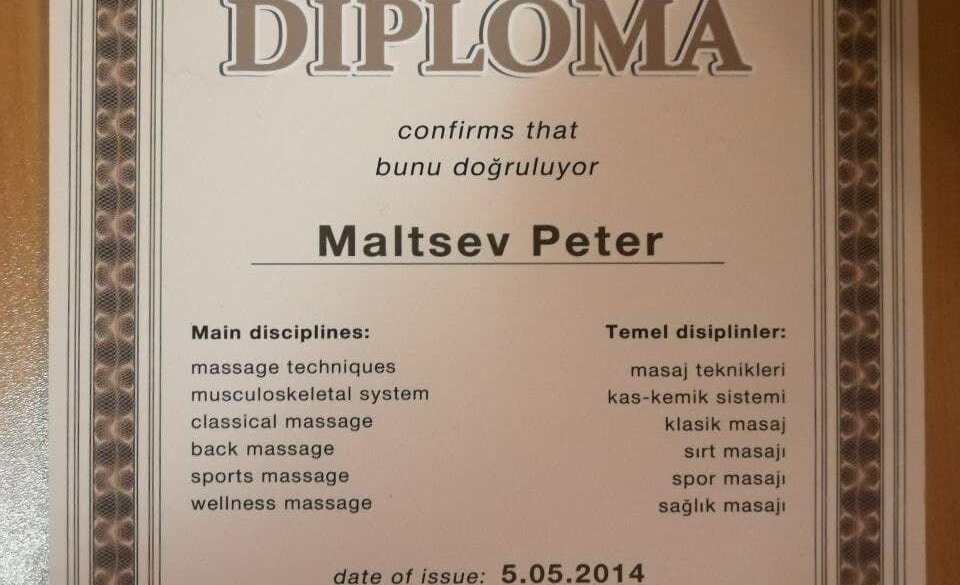 DIPLOMA
confirms that
bunu doğruluyor
Maltsev Peter
Main disciplines:
massage techniques
musculoskeletal system
classical massage
back massage
sports massage
wellness massage
Temel disiplinler:
masaj teknikleri
kas-kemik sistemi
klasik masaj
sırt masajı
spor masajı
sağlık masajı
date of issue: 5.05.2014